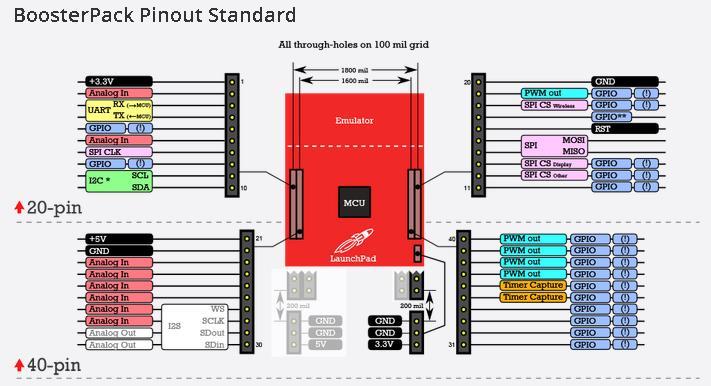 BoosterPack Pinout Standard
All through-holes on 100 mil grid
1800 mil
1600 mil
Emulator
MCU
LaunchPad
+3.3V
Analog In
UART RX (→MCU)
TX (←MCU)
GPIO (!)
Analog In
SPI CLK
GPIO (!)
I2C * SCL
SDA
1
10
20
11
GND
PWM out GPIO (!)
SPI CS Wireless GPIO (!)
GPIO**
RST
SPI MOSI
MISO
SPI CS Display GPIO (!)
SPI CS Other GPIO (!)
GPIO (!)
20-pin
+5V
GND
Analog In
Analog In
Analog In
Analog In
Analog In
Analog In
Analog Out
Analog Out
I2S WS
SCLK
SDout
SDin
21
30
200 mil
GND
GND
5V
200 mil
GND
GND
3.3V
40
31
PWM out GPIO (!)
PWM out GPIO (!)
PWM out GPIO (!)
PWM out GPIO (!)
Timer Capture GPIO (!)
Timer Capture GPIO (!)
GPIO (!)
GPIO (!)
GPIO (!)
GPIO (!)
40-pin